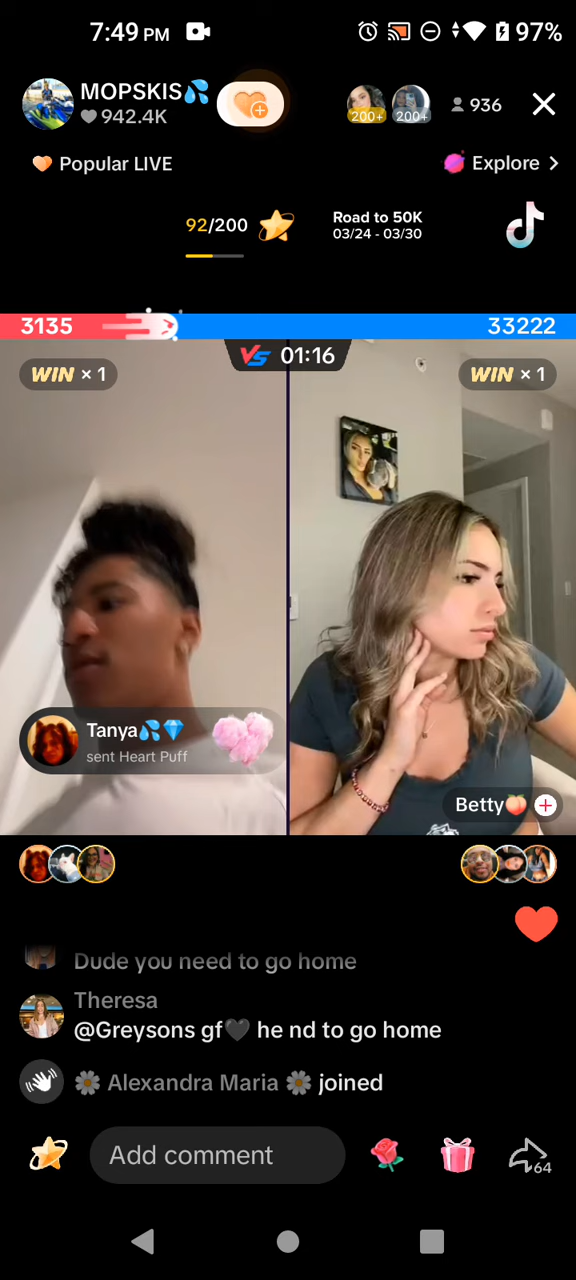 7:49 PM
97%
MOPSKIS💦
942.4K
200+
200+
936
🧡 Popular LIVE
Explore >
92/200
Road to 50K
03/24 - 03/30
3135
33222
VS 01:16
WIN × 1
WIN × 1
Tanya💦💎
sent Heart Puff
Betty🍑
Dude you need to go home
Theresa
@Greysons gf🖤 he nd to go home
🌼 Alexandra Maria 🌼 joined
Add comment
64